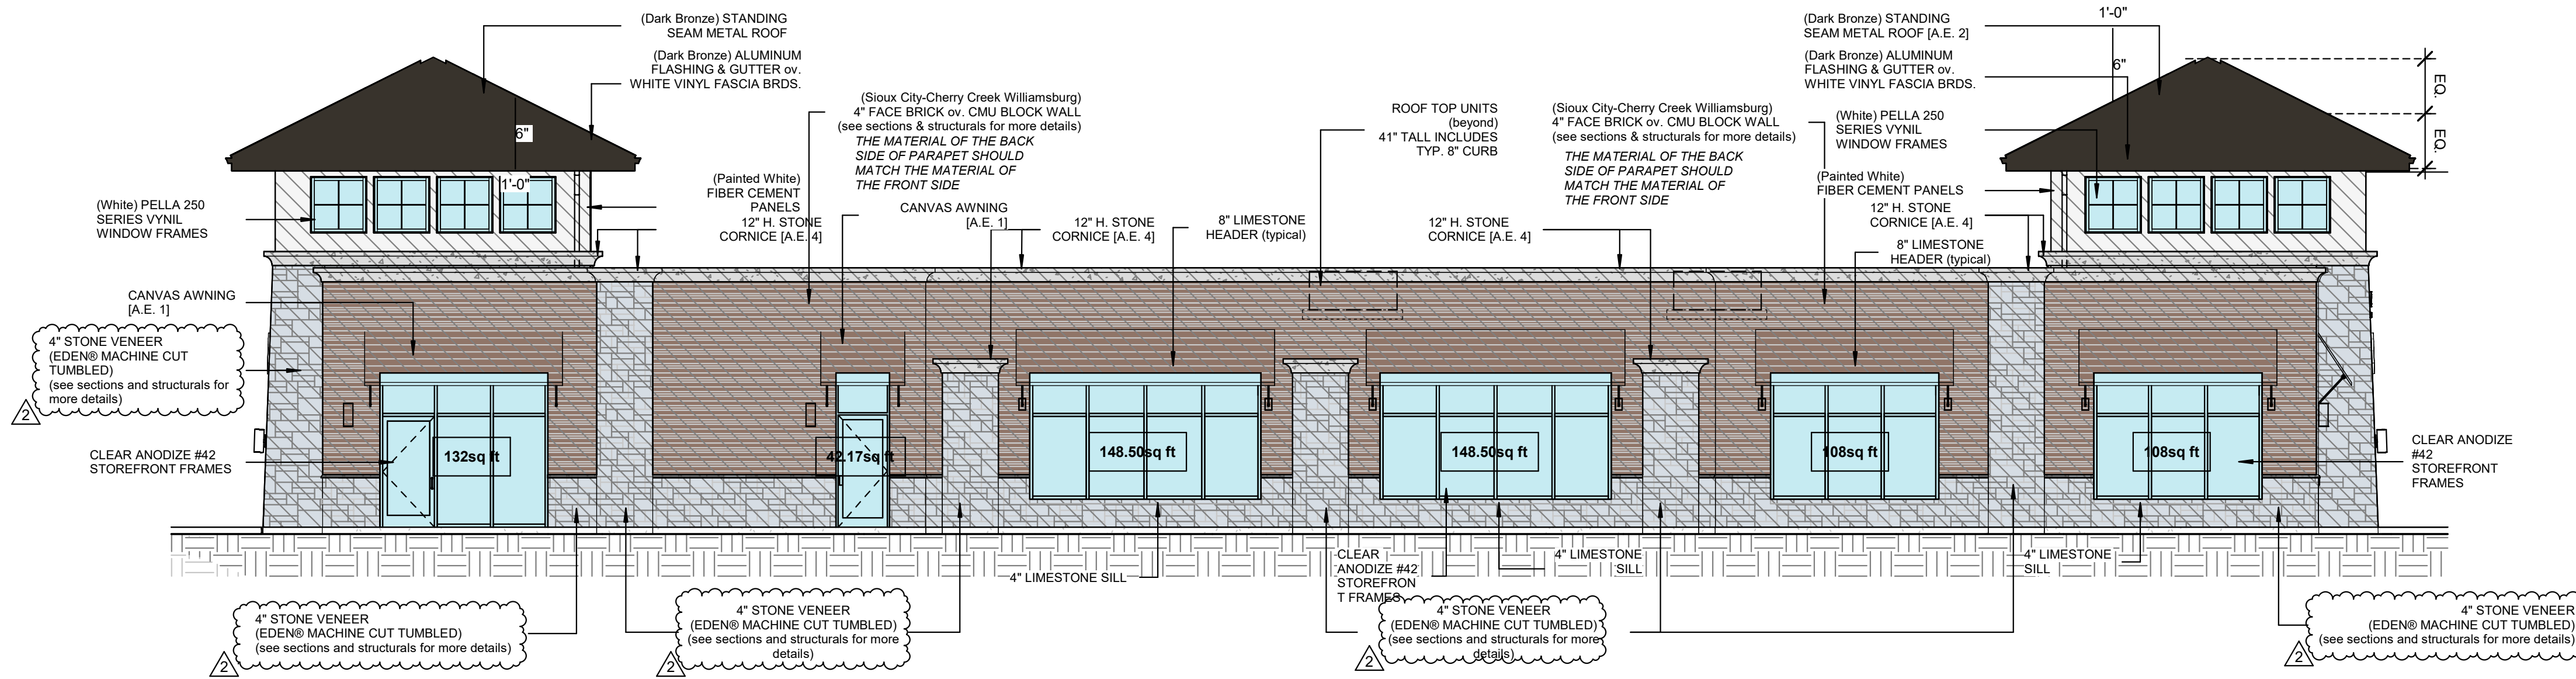 (Dark Bronze) STANDING
SEAM METAL ROOF
(Dark Bronze) ALUMINUM
FLASHING & GUTTER ov.
WHITE VINYL FASCIA BRDS.
(Sioux City-Cherry Creek Williamsburg)
4" FACE BRICK ov. CMU BLOCK WALL
(see sections & structurals for more details)
THE MATERIAL OF THE BACK
SIDE OF PARAPET SHOULD
MATCH THE MATERIAL OF
THE FRONT SIDE
ROOF TOP UNITS
(beyond)
41" TALL INCLUDES
TYP. 8" CURB
(Sioux City-Cherry Creek Williamsburg)
4" FACE BRICK ov. CMU BLOCK WALL
(see sections & structurals for more details)
THE MATERIAL OF THE BACK
SIDE OF PARAPET SHOULD
MATCH THE MATERIAL OF
THE FRONT SIDE
(Dark Bronze) STANDING
SEAM METAL ROOF [A.E. 2]
(Dark Bronze) ALUMINUM
FLASHING & GUTTER ov.
WHITE VINYL FASCIA BRDS.
(White) PELLA 250
SERIES VYNIL
WINDOW FRAMES
(Painted White)
FIBER CEMENT PANELS
12" H. STONE
CORNICE [A.E. 4]
8" LIMESTONE
HEADER (typical)
1'-0"
6"
EQ.
EQ.
6"
1'-0"
(White) PELLA 250
SERIES VYNIL
WINDOW FRAMES
(Painted White)
FIBER CEMENT
PANELS
12" H. STONE
CORNICE [A.E. 4]
CANVAS AWNING
[A.E. 1]
12" H. STONE
CORNICE [A.E. 4]
8" LIMESTONE
HEADER (typical)
12" H. STONE
CORNICE [A.E. 4]
CANVAS AWNING
[A.E. 1]
4" STONE VENEER
(EDEN® MACHINE CUT
TUMBLED)
(see sections and structurals for
more details)
2
CLEAR ANODIZE #42
STOREFRONT FRAMES
132sq ft
42.17sq ft
148.50sq ft
148.50sq ft
108sq ft
108sq ft
CLEAR ANODIZE
#42
STOREFRONT
FRAMES
4" LIMESTONE SILL
CLEAR
ANODIZE #42
STOREFRON
T FRAMES
4" LIMESTONE
SILL
4" LIMESTONE
SILL
4" STONE VENEER
(EDEN® MACHINE CUT TUMBLED)
(see sections and structurals for more details)
2
4" STONE VENEER
(EDEN® MACHINE CUT TUMBLED)
(see sections and structurals for more
details)
2
4" STONE VENEER
(EDEN® MACHINE CUT TUMBLED)
(see sections and structurals for more
details)
2
4" STONE VENEER
(EDEN® MACHINE CUT TUMBLED)
(see sections and structurals for more details)
2